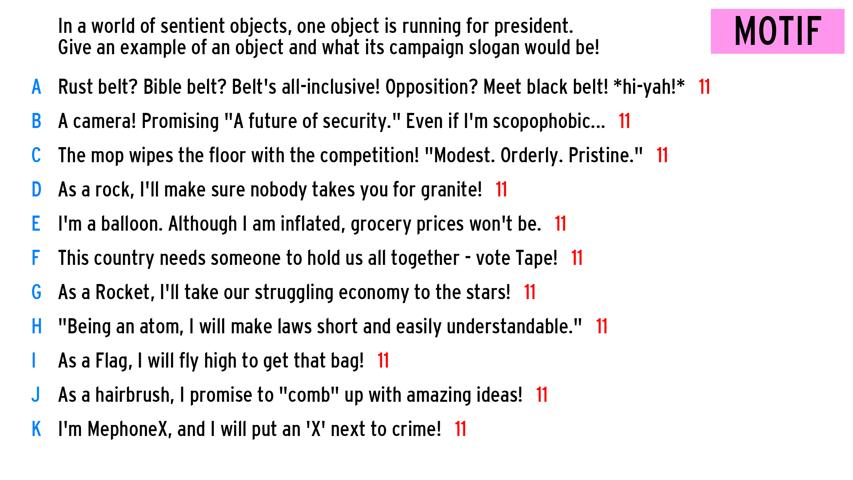 In a world of sentient objects, one object is running for president.
Give an example of an object and what its campaign slogan would be!
MOTIF
A Rust belt? Bible belt? Belt's all-inclusive! Opposition? Meet black belt! *hi-yah!* 11
B A camera! Promising "A future of security." Even if I'm scopophobic... 11
C The mop wipes the floor with the competition! "Modest. Orderly. Pristine." 11
D As a rock, I'll make sure nobody takes you for granite! 11
E I'm a balloon. Although I am inflated, grocery prices won't be. 11
F This country needs someone to hold us all together - vote Tape! 11
G As a Rocket, I'll take our struggling economy to the stars! 11
H "Being an atom, I will make laws short and easily understandable." 11
I As a Flag, I will fly high to get that bag! 11
J As a hairbrush, I promise to "comb" up with amazing ideas! 11
K I'm MephoneX, and I will put an 'X' next to crime! 11